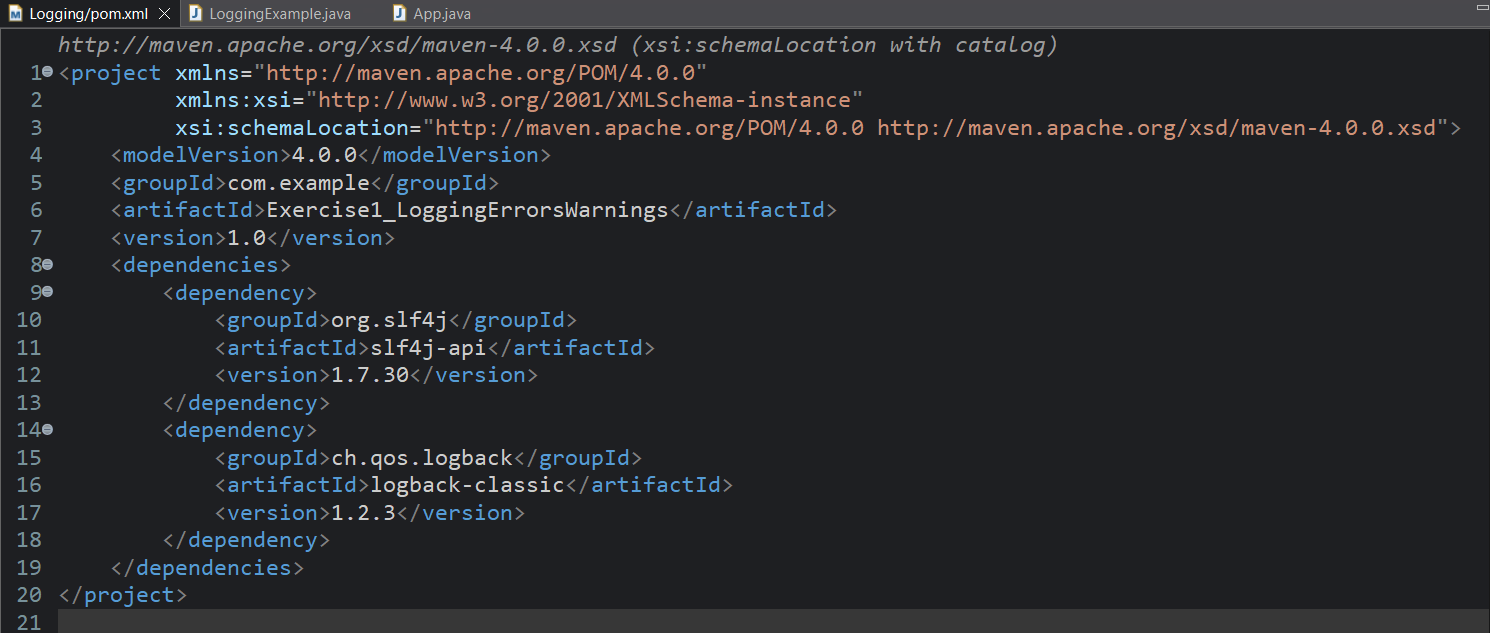 Logging/pom.xml LoggingExample.java App.java
http://maven.apache.org/xsd/maven-4.0.0.xsd (xsi:schemaLocation with catalog)
1 <project xmlns="http://maven.apache.org/POM/4.0.0"
2         xmlns:xsi="http://www.w3.org/2001/XMLSchema-instance"
3         xsi:schemaLocation="http://maven.apache.org/POM/4.0.0 http://maven.apache.org/xsd/maven-4.0.0.xsd">
4     <modelVersion>4.0.0</modelVersion>
5     <groupId>com.example</groupId>
6     <artifactId>Exercise1_LoggingErrorsWarnings</artifactId>
7     <version>1.0</version>
8     <dependencies>
9         <dependency>
10             <groupId>org.slf4j</groupId>
11             <artifactId>slf4j-api</artifactId>
12             <version>1.7.30</version>
13         </dependency>
14         <dependency>
15             <groupId>ch.qos.logback</groupId>
16             <artifactId>logback-classic</artifactId>
17             <version>1.2.3</version>
18         </dependency>
19     </dependencies>
20 </project>
21